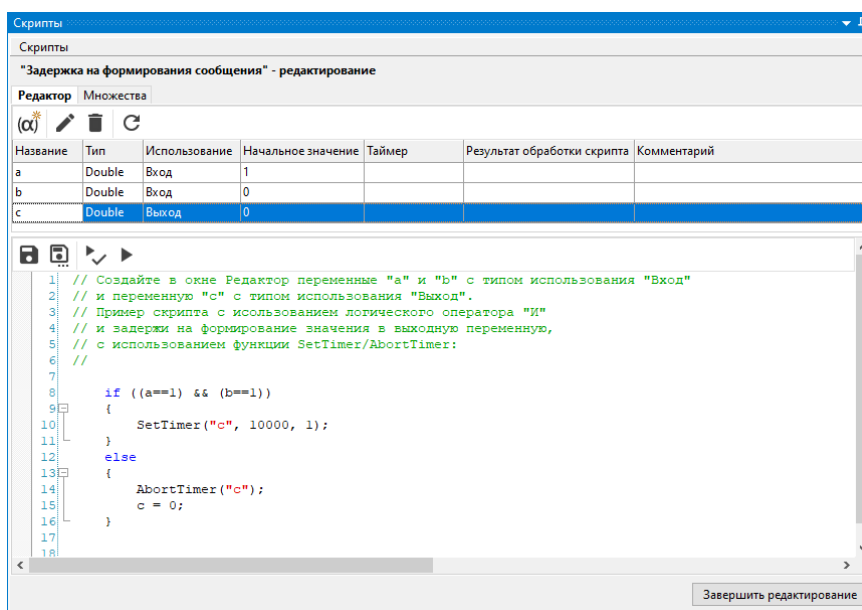 Скрипты
Скрипты
"Задержка на формирования сообщения" - редактирование
Редактор Множества
(α)
Название Тип Использование Начальное значение Таймер Результат обработки скрипта Комментарий
a Double Вход 1
b Double Вход 0
c Double Выход 0
1 // Создайте в окне Редактор переменные "a" и "b" с типом использования "Вход"
2 // и переменную "c" с типом использования "Выход".
3 // Пример скрипта с исользованием логического оператора "И"
4 // и задержи на формирование значения в выходную переменную,
5 // с использованием функции SetTimer/AbortTimer:
6 //
7
8 if ((a==1) && (b==1))
9 {
10 SetTimer("c", 10000, 1);
11 }
12 else
13 {
14 AbortTimer("c");
15 c = 0;
16 }
17
18
Завершить редактирование